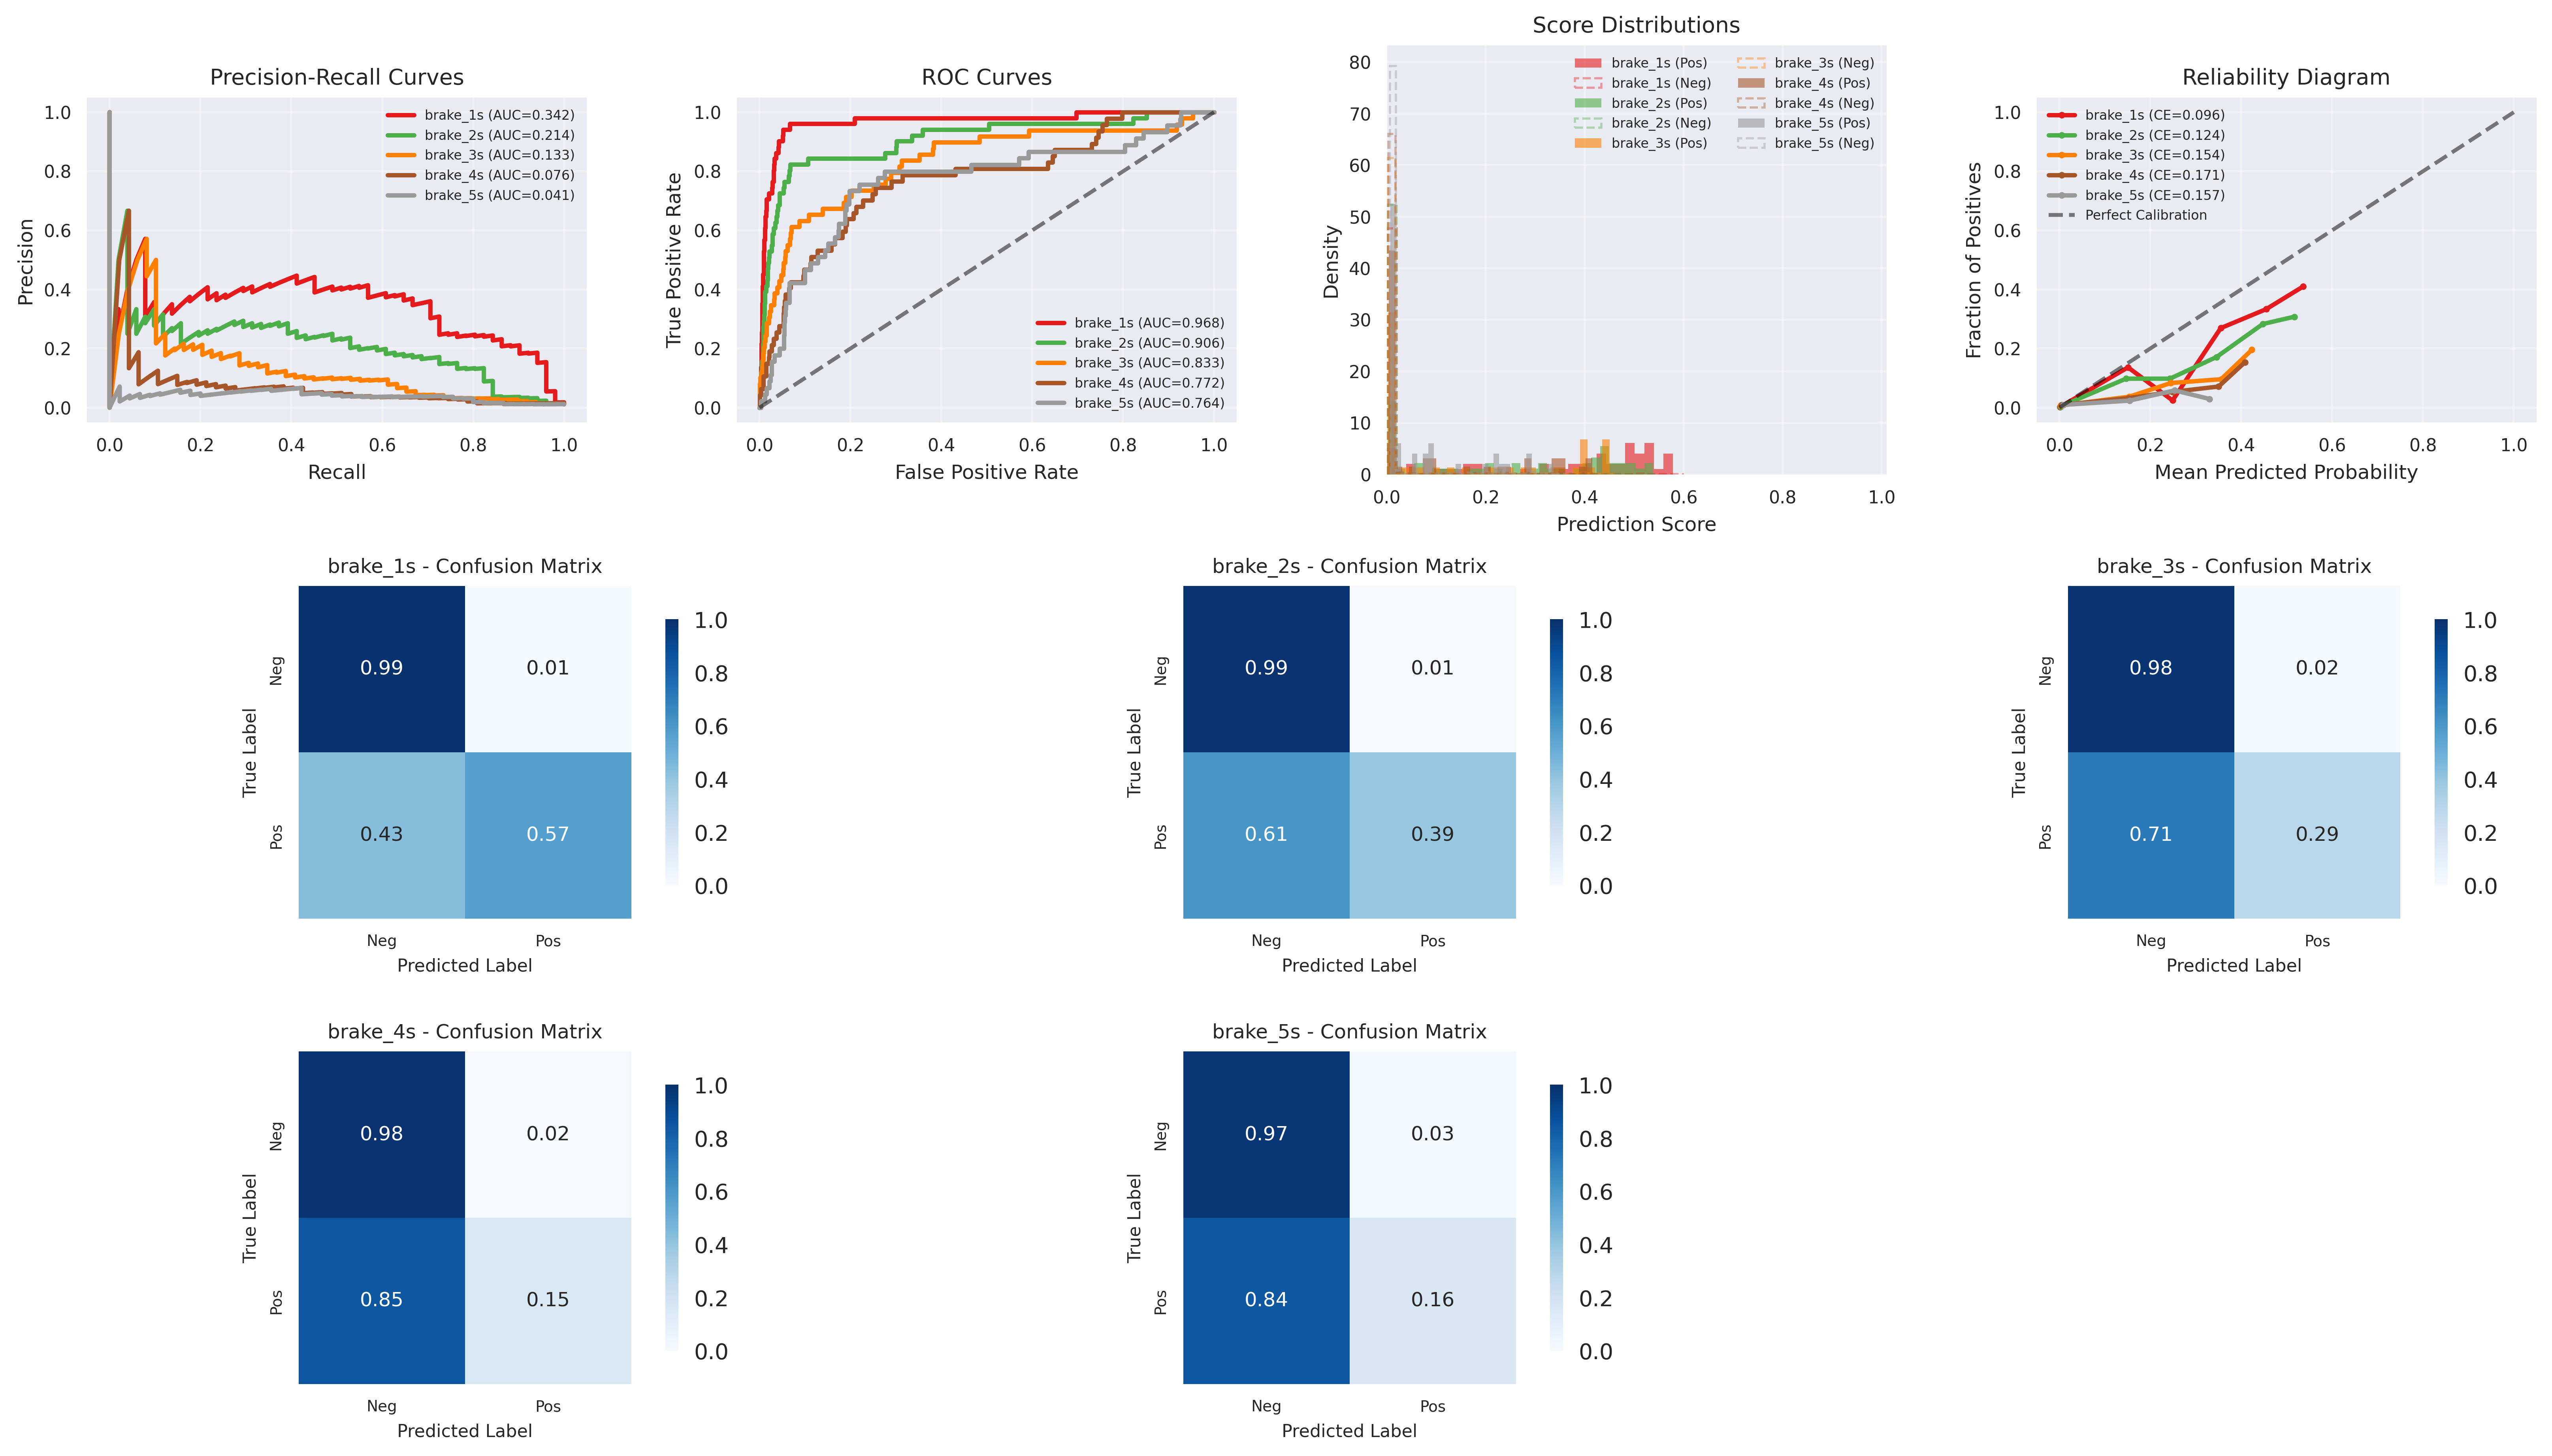 Precision-Recall Curves
1.0
0.8
0.6
0.4
0.2
0.0
Precision
0.0 0.2 0.4 0.6 0.8 1.0
Recall
brake_1s (AUC=0.342)
brake_2s (AUC=0.214)
brake_3s (AUC=0.133)
brake_4s (AUC=0.076)
brake_5s (AUC=0.041)
ROC Curves
1.0
0.8
0.6
0.4
0.2
0.0
True Positive Rate
0.0 0.2 0.4 0.6 0.8 1.0
False Positive Rate
brake_1s (AUC=0.968)
brake_2s (AUC=0.906)
brake_3s (AUC=0.833)
brake_4s (AUC=0.772)
brake_5s (AUC=0.764)
Score Distributions
80
70
60
50
40
30
20
10
0
Density
0.0 0.2 0.4 0.6 0.8 1.0
Prediction Score
brake_1s (Pos)
brake_1s (Neg)
brake_2s (Pos)
brake_2s (Neg)
brake_3s (Pos)
brake_3s (Neg)
brake_4s (Pos)
brake_4s (Neg)
brake_5s (Pos)
brake_5s (Neg)
Reliability Diagram
1.0
0.8
0.6
0.4
0.2
0.0
Fraction of Positives
0.0 0.2 0.4 0.6 0.8 1.0
Mean Predicted Probability
brake_1s (CE=0.096)
brake_2s (CE=0.124)
brake_3s (CE=0.154)
brake_4s (CE=0.171)
brake_5s (CE=0.157)
Perfect Calibration
brake_1s - Confusion Matrix
True Label
Neg
Pos
0.99 0.01
0.43 0.57
Neg Pos
Predicted Label
1.0
0.8
0.6
0.4
0.2
0.0
brake_2s - Confusion Matrix
True Label
Neg
Pos
0.99 0.01
0.61 0.39
Neg Pos
Predicted Label
1.0
0.8
0.6
0.4
0.2
0.0
brake_3s - Confusion Matrix
True Label
Neg
Pos
0.98 0.02
0.71 0.29
Neg Pos
Predicted Label
1.0
0.8
0.6
0.4
0.2
0.0
brake_4s - Confusion Matrix
True Label
Neg
Pos
0.98 0.02
0.85 0.15
Neg Pos
Predicted Label
1.0
0.8
0.6
0.4
0.2
0.0
brake_5s - Confusion Matrix
True Label
Neg
Pos
0.97 0.03
0.84 0.16
Neg Pos
Predicted Label
1.0
0.8
0.6
0.4
0.2
0.0